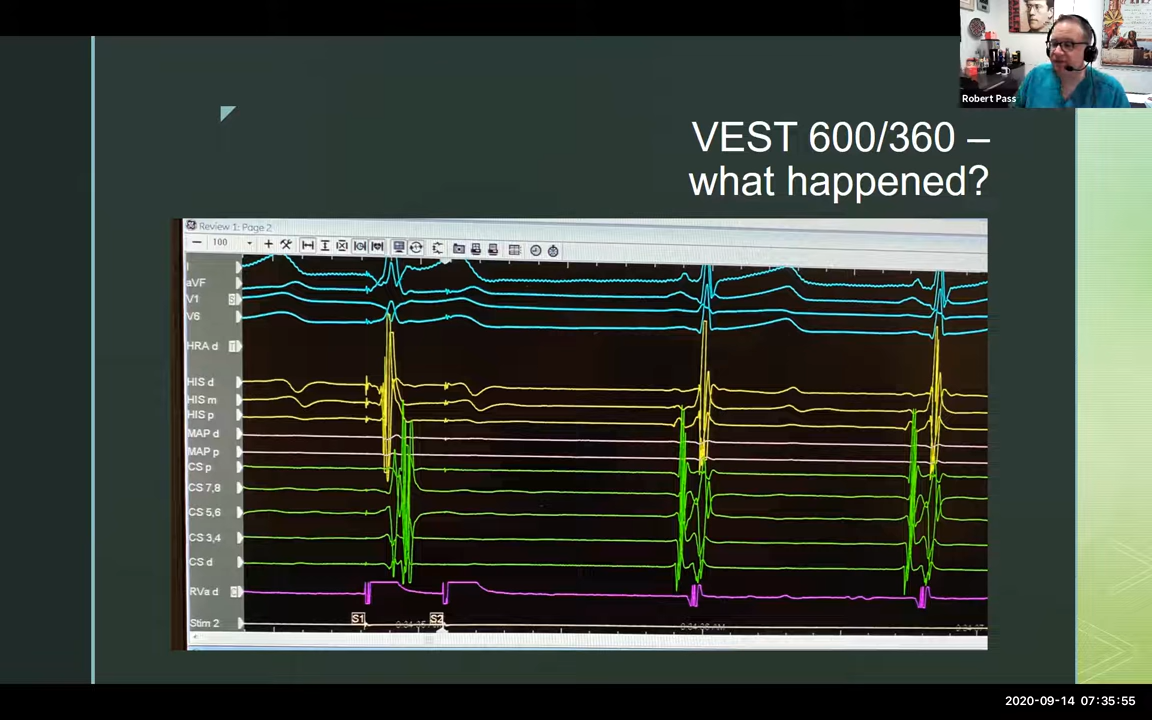 Robert Pass
VEST 600/360 –
what happened?
Review 1: Page 2
100
I
aVF
V1
S
V6
HRA d
T
HIS d
HIS m
HIS p
MAP d
MAP p
CS p
CS 7,8
CS 5,6
CS 3,4
CS d
RVa d
Stim 2
S1
S2
2020-09-14 07:35:55